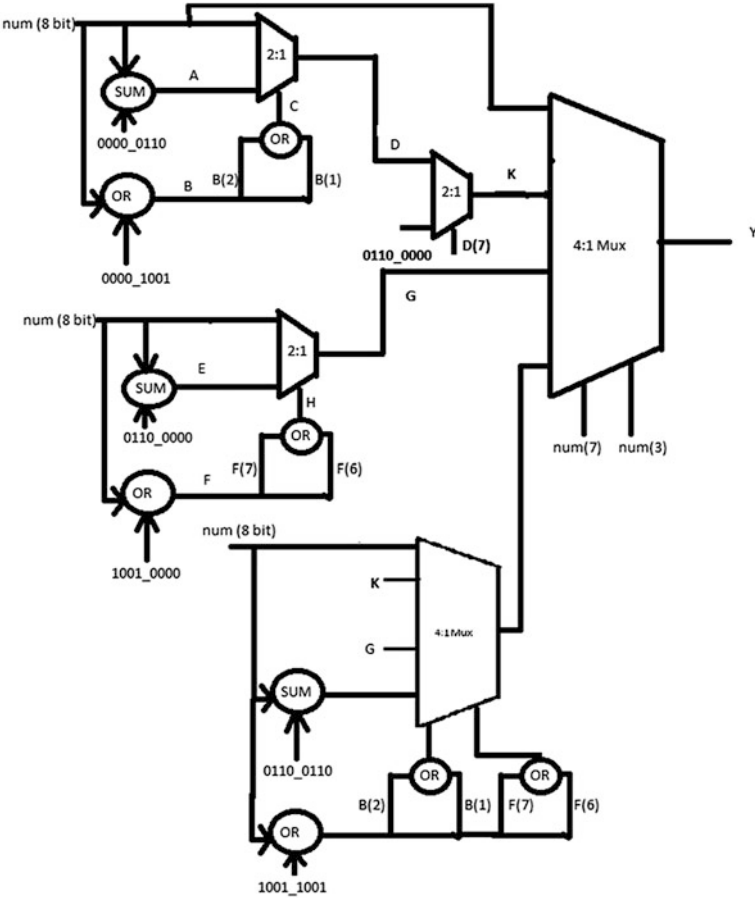 num (8 bit)
2:1
A
SUM
C
0000_0110
OR
D
B(2)
B(1)
B
OR
2:1
K
0000_1001
0110_0000
D(7)
4:1 Mux
Y
G
num (8 bit)
2:1
E
SUM
H
0110_0000
OR
num(7)
num(3)
F(7)
F(6)
F
OR
num (8 bit)
1001_0000
K
4:1 Mux
G
SUM
0110_0110
OR
OR
B(2)
B(1)
F(7)
F(6)
OR
1001_1001